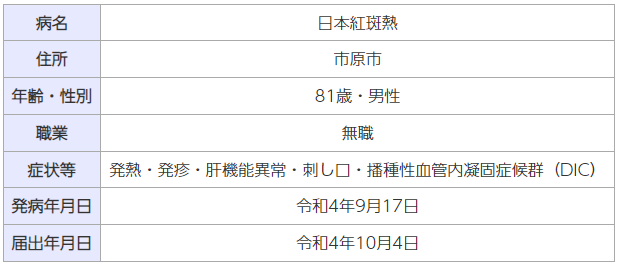 病名 日本紅斑熱
住所 市原市
年齢・性別 81歳・男性
職業 無職
症状等 発熱・発疹・肝機能異常・刺し口・播種性血管内凝固症候群（DIC）
発病年月日 令和4年9月17日
届出年月日 令和4年10月4日